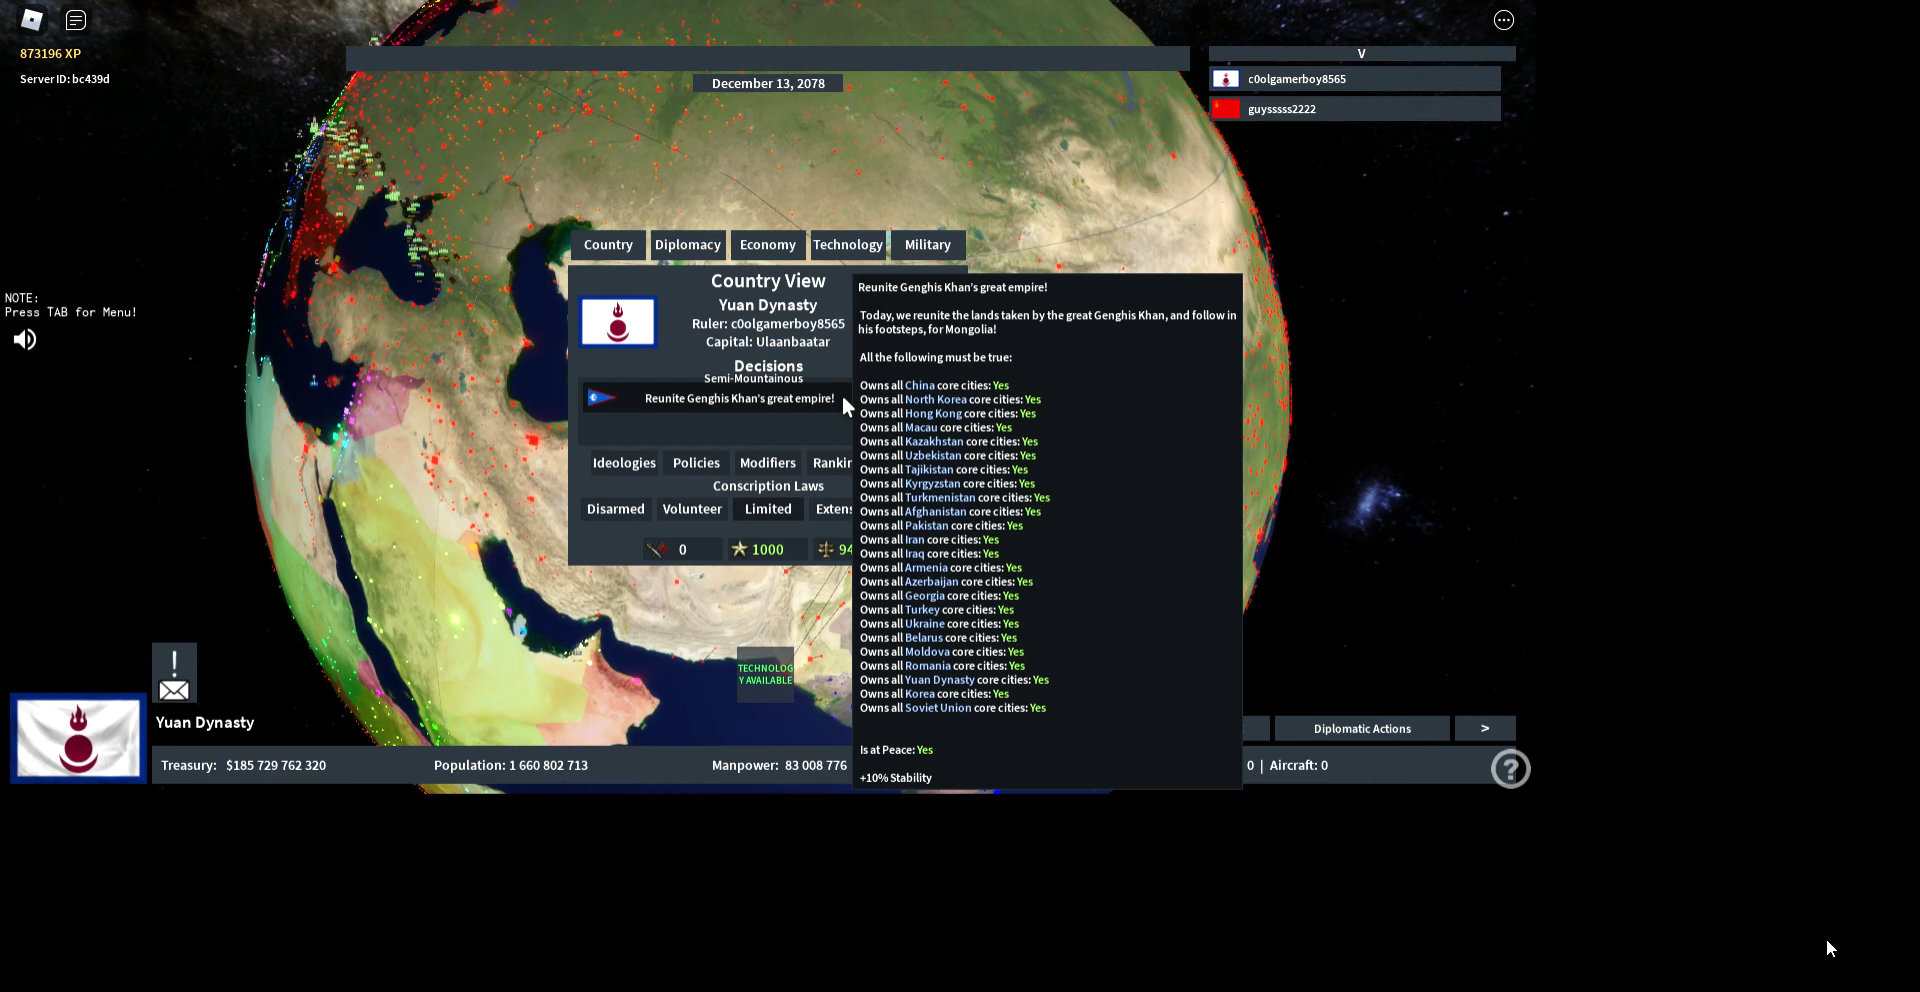 873196 XP
Server ID: bc439d
V
December 13, 2078
c0olgamerboy8565
guysssss2222
NOTE:
Press TAB for Menu!
Country
Diplomacy
Economy
Technology
Military
Country View
Yuan Dynasty
Ruler: c0olgamerboy8565
Capital: Ulaanbaatar
Decisions
Semi-Mountainous
Reunite Genghis Khan's great empire!
Ideologies
Policies
Modifiers
Conscription Laws
Disarmed
Volunteer
Limited
0
1000
94
Reunite Genghis Khan's great empire!
Today, we reunite the lands taken by the great Genghis Khan, and follow in
his footsteps, for Mongolia!
All the following must be true:
Owns all China core cities: Yes
Owns all North Korea core cities: Yes
Owns all Hong Kong core cities: Yes
Owns all Macau core cities: Yes
Owns all Kazakhstan core cities: Yes
Owns all Uzbekistan core cities: Yes
Owns all Tajikistan core cities: Yes
Owns all Kyrgyzstan core cities: Yes
Owns all Turkmenistan core cities: Yes
Owns all Afghanistan core cities: Yes
Owns all Pakistan core cities: Yes
Owns all Iran core cities: Yes
Owns all Iraq core cities: Yes
Owns all Armenia core cities: Yes
Owns all Azerbaijan core cities: Yes
Owns all Georgia core cities: Yes
Owns all Turkey core cities: Yes
Owns all Ukraine core cities: Yes
Owns all Belarus core cities: Yes
Owns all Moldova core cities: Yes
Owns all Romania core cities: Yes
Owns all Yuan Dynasty core cities: Yes
Owns all Korea core cities: Yes
Owns all Soviet Union core cities: Yes
Is at Peace: Yes
+10% Stability
TECHNOLOG
Y AVAILABLE
!
Yuan Dynasty
Diplomatic Actions
>
Treasury: $185 729 762 320
Population: 1 660 802 713
Manpower: 83 008 776
0 | Aircraft: 0
?